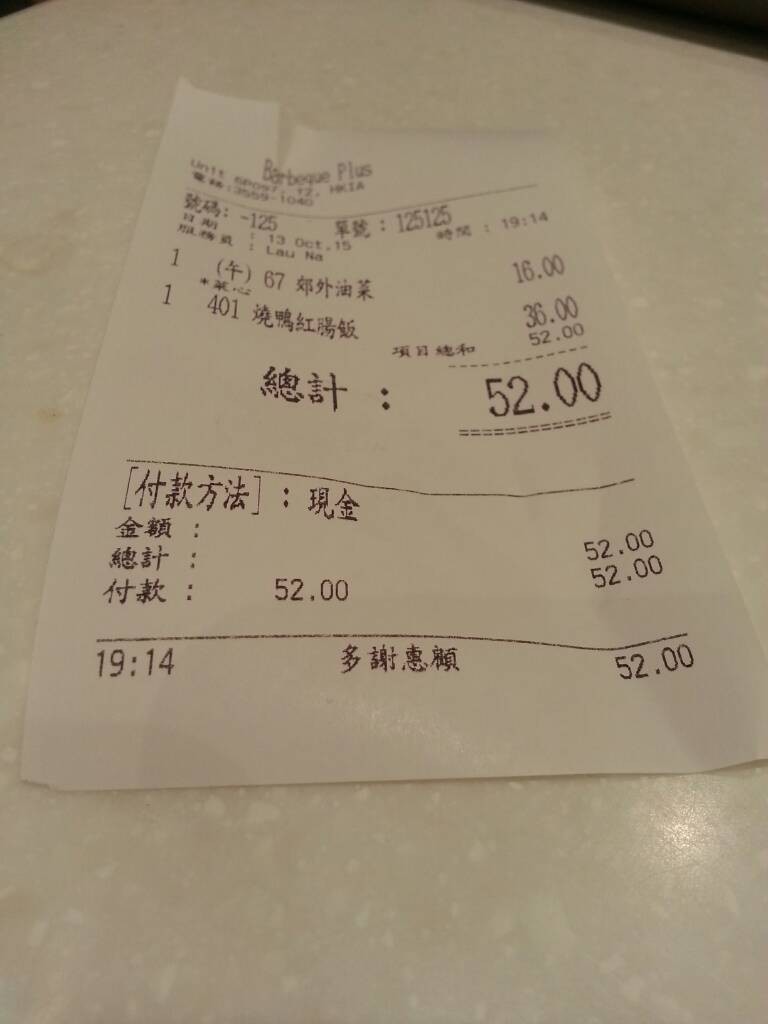 Barbeque Plus
Unit 6P097, T2, HKIA
電話:3559-1040
號碼: -125 單號 : 125125
日期 : 13 Oct.15 時間 : 19:14
服務員 : Lau Na
1 (午) 67 郊外油菜 16.00
*菜心
1 401 燒鴨紅腸飯 36.00
項目總和 52.00
總計 : 52.00
[付款方法] : 現金
金額 : 52.00
總計 : 52.00
付款 : 52.00
19:14 多謝惠顧 52.00